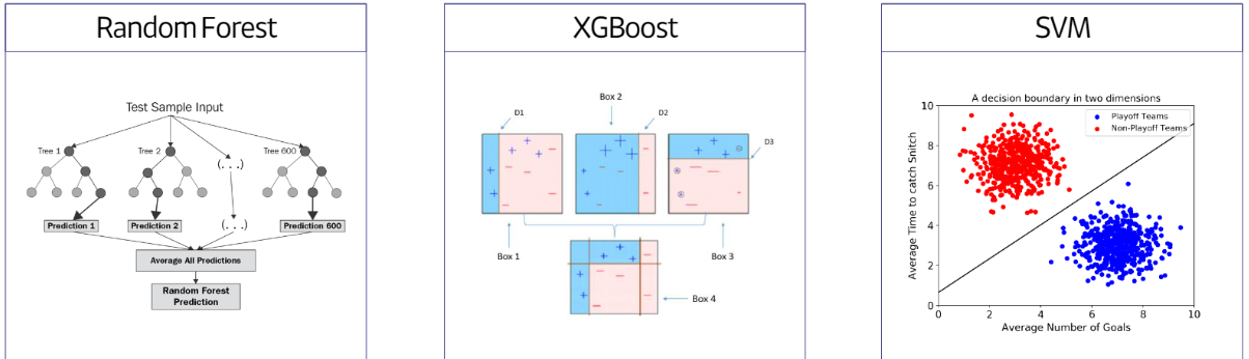 Random Forest
Test Sample Input
Tree 1
Tree 2
Tree 600
(. . .)
Prediction 1
Prediction 2
(. . .)
Prediction 600
Average All Predictions
Random Forest
Prediction
XGBoost
Box 2
D1
D2
D3
Box 1
Box 3
Box 4
SVM
A decision boundary in two dimensions
Playoff Teams
Non-Playoff Teams
Average Time to catch Snitch
10
8
6
4
2
0
0
2
4
6
8
10
Average Number of Goals